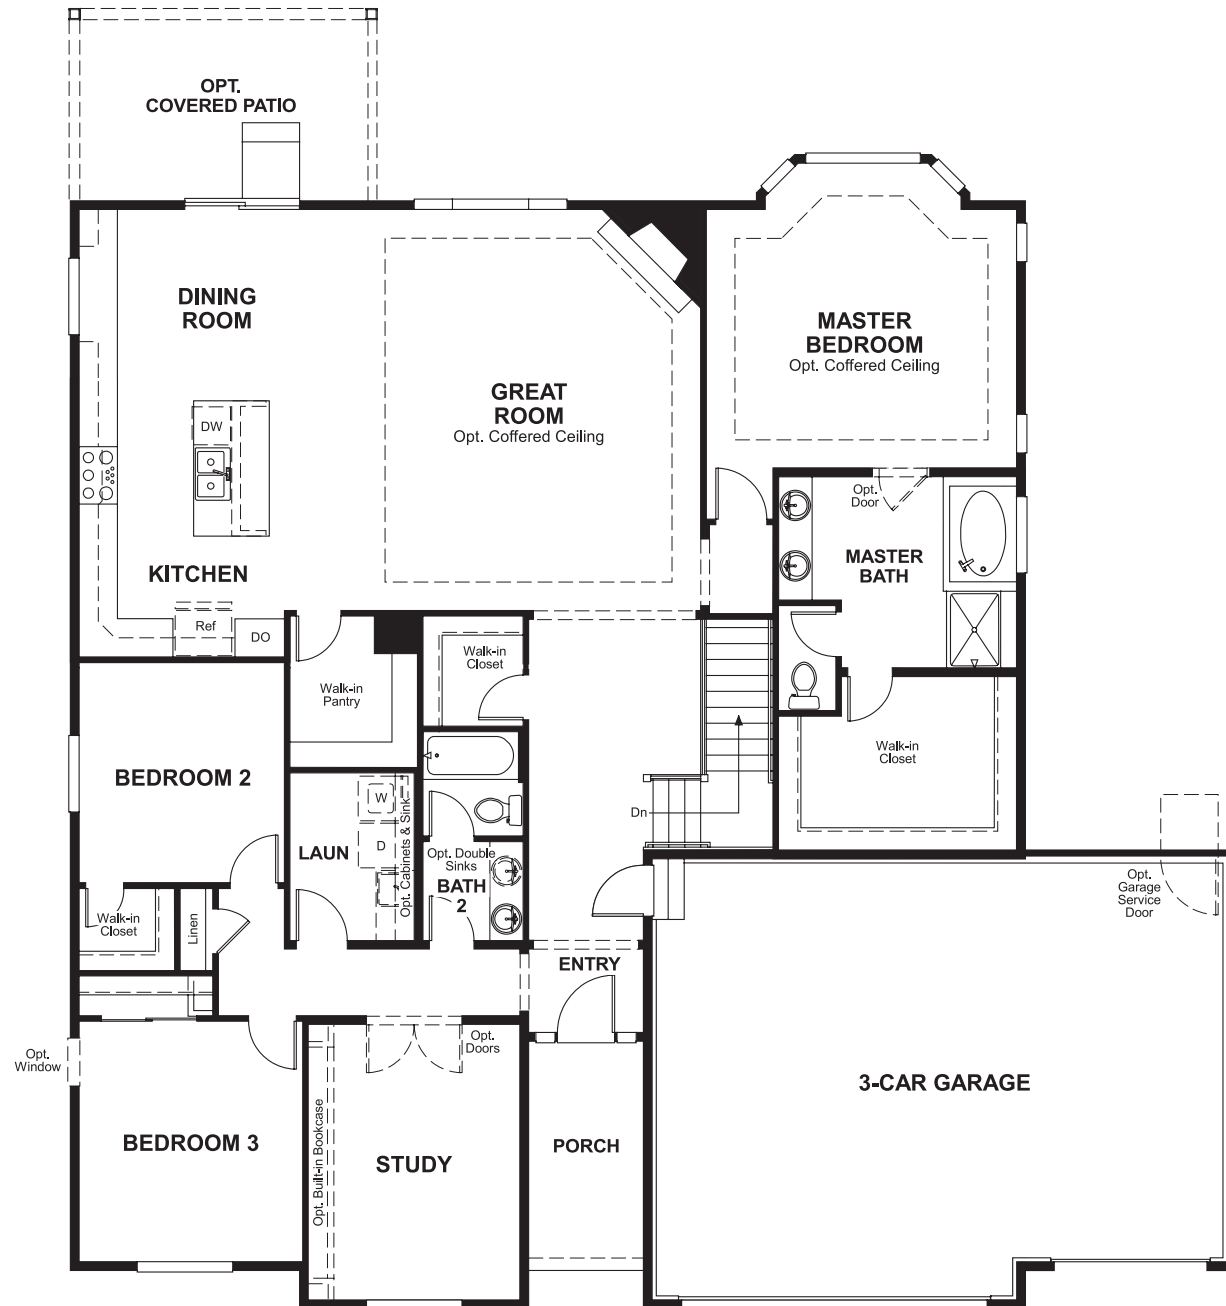 OPT.
COVERED PATIO
DINING
ROOM
GREAT
ROOM
Opt. Coffered Ceiling
MASTER
BEDROOM
Opt. Coffered Ceiling
DW
Opt.
Door
MASTER
BATH
KITCHEN
Ref
DO
Walk-in
Pantry
Walk-in
Closet
Walk-in
Closet
BEDROOM 2
W
D
LAUN
Opt. Cabinets & Sink
Opt. Double
Sinks
BATH
2
Dn
Opt.
Garage
Service
Door
Walk-in
Closet
Linen
ENTRY
Opt.
Window
Opt.
Doors
3-CAR GARAGE
BEDROOM 3
Opt. Built-in Bookcase
STUDY
PORCH